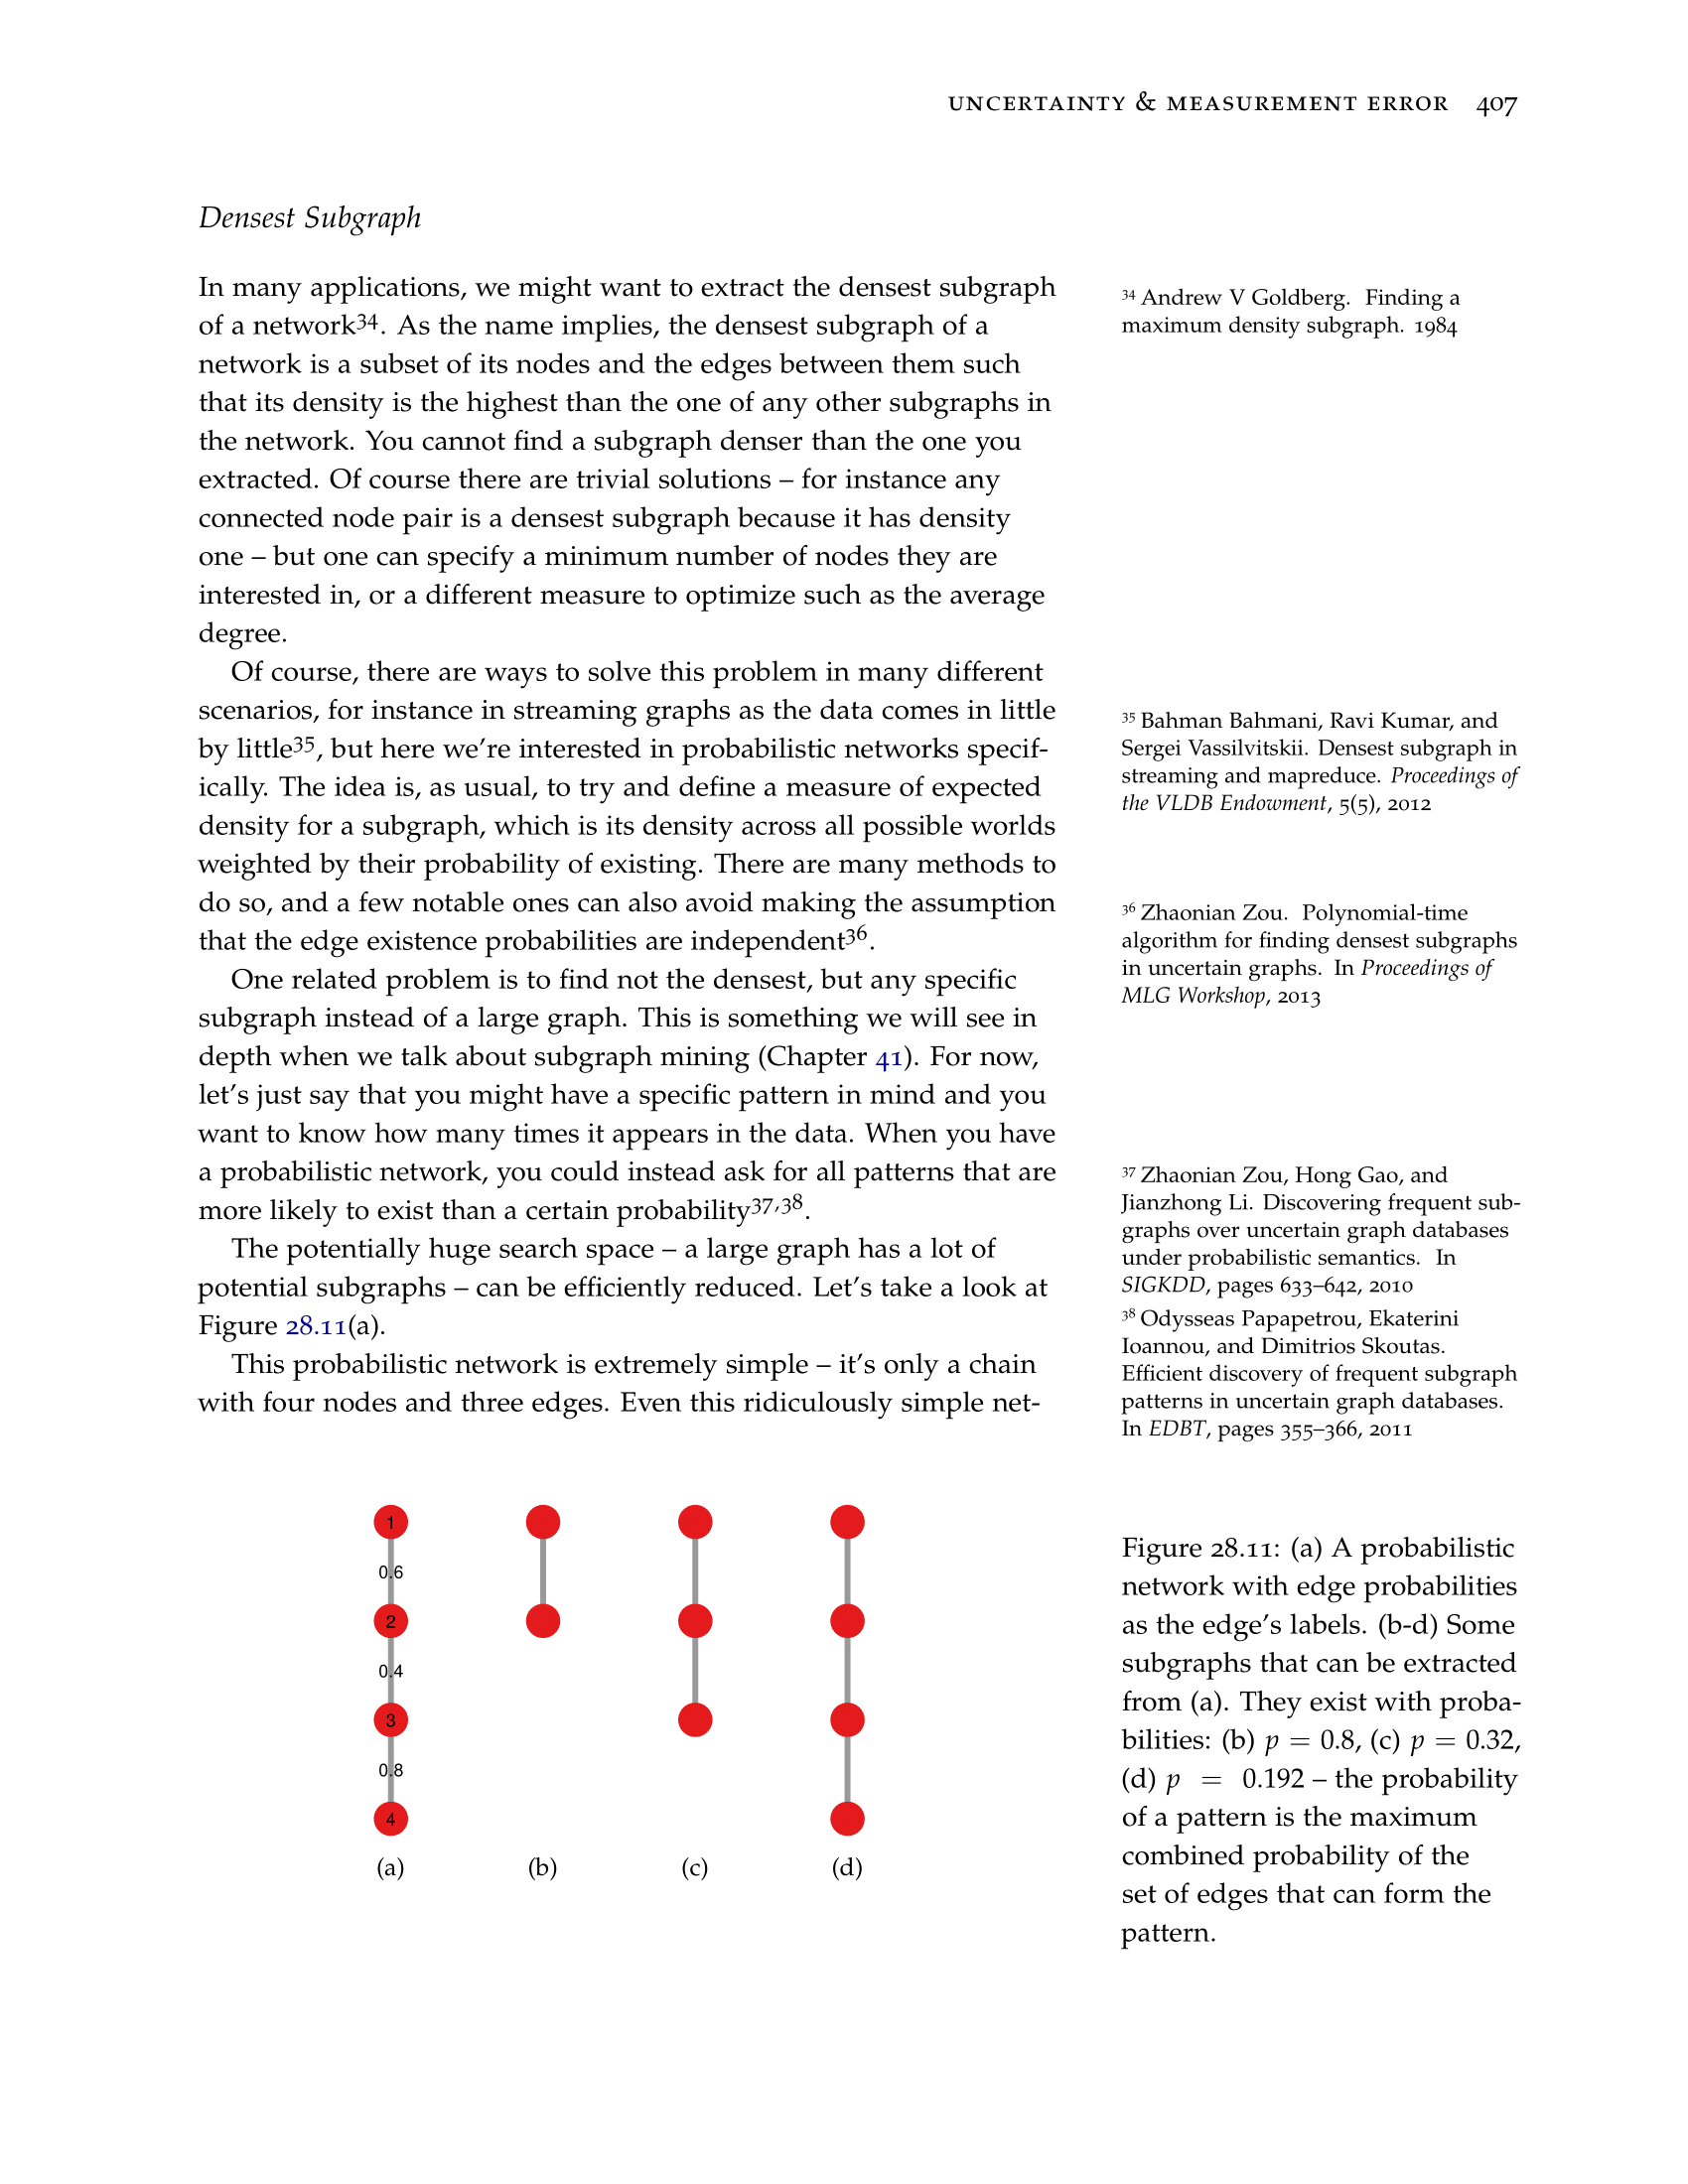 UNCERTAINTY & MEASUREMENT ERROR 407
Densest Subgraph
In many applications, we might want to extract the densest subgraph
of a network34. As the name implies, the densest subgraph of a
network is a subset of its nodes and the edges between them such
that its density is the highest than the one of any other subgraphs in
the network. You cannot find a subgraph denser than the one you
extracted. Of course there are trivial solutions – for instance any
connected node pair is a densest subgraph because it has density
one – but one can specify a minimum number of nodes they are
interested in, or a different measure to optimize such as the average
degree.
Of course, there are ways to solve this problem in many different
scenarios, for instance in streaming graphs as the data comes in little
by little35, but here we're interested in probabilistic networks specif-
ically. The idea is, as usual, to try and define a measure of expected
density for a subgraph, which is its density across all possible worlds
weighted by their probability of existing. There are many methods to
do so, and a few notable ones can also avoid making the assumption
that the edge existence probabilities are independent36.
One related problem is to find not the densest, but any specific
subgraph instead of a large graph. This is something we will see in
depth when we talk about subgraph mining (Chapter 41). For now,
let's just say that you might have a specific pattern in mind and you
want to know how many times it appears in the data. When you have
a probabilistic network, you could instead ask for all patterns that are
more likely to exist than a certain probability37,38.
The potentially huge search space – a large graph has a lot of
potential subgraphs – can be efficiently reduced. Let's take a look at
Figure 28.11(a).
This probabilistic network is extremely simple – it's only a chain
with four nodes and three edges. Even this ridiculously simple net-
34 Andrew V Goldberg. Finding a
maximum density subgraph. 1984
35 Bahman Bahmani, Ravi Kumar, and
Sergei Vassilvitskii. Densest subgraph in
streaming and mapreduce. Proceedings of
the VLDB Endowment, 5(5), 2012
36 Zhaonian Zou. Polynomial-time
algorithm for finding densest subgraphs
in uncertain graphs. In Proceedings of
MLG Workshop, 2013
37 Zhaonian Zou, Hong Gao, and
Jianzhong Li. Discovering frequent sub-
graphs over uncertain graph databases
under probabilistic semantics. In
SIGKDD, pages 633–642, 2010
38 Odysseas Papapetrou, Ekaterini
Ioannou, and Dimitrios Skoutas.
Efficient discovery of frequent subgraph
patterns in uncertain graph databases.
In EDBT, pages 355–366, 2011
1
0.6
2
0.4
3
0.8
4
(a) (b) (c) (d)
Figure 28.11: (a) A probabilistic
network with edge probabilities
as the edge's labels. (b-d) Some
subgraphs that can be extracted
from (a). They exist with proba-
bilities: (b) p = 0.8, (c) p = 0.32,
(d) p = 0.192 – the probability
of a pattern is the maximum
combined probability of the
set of edges that can form the
pattern.